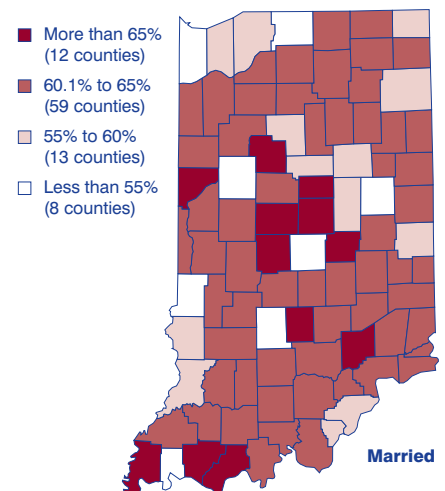 More than 65%
(12 counties)
60.1% to 65%
(59 counties)
55% to 60%
(13 counties)
Less than 55%
(8 counties)
Married